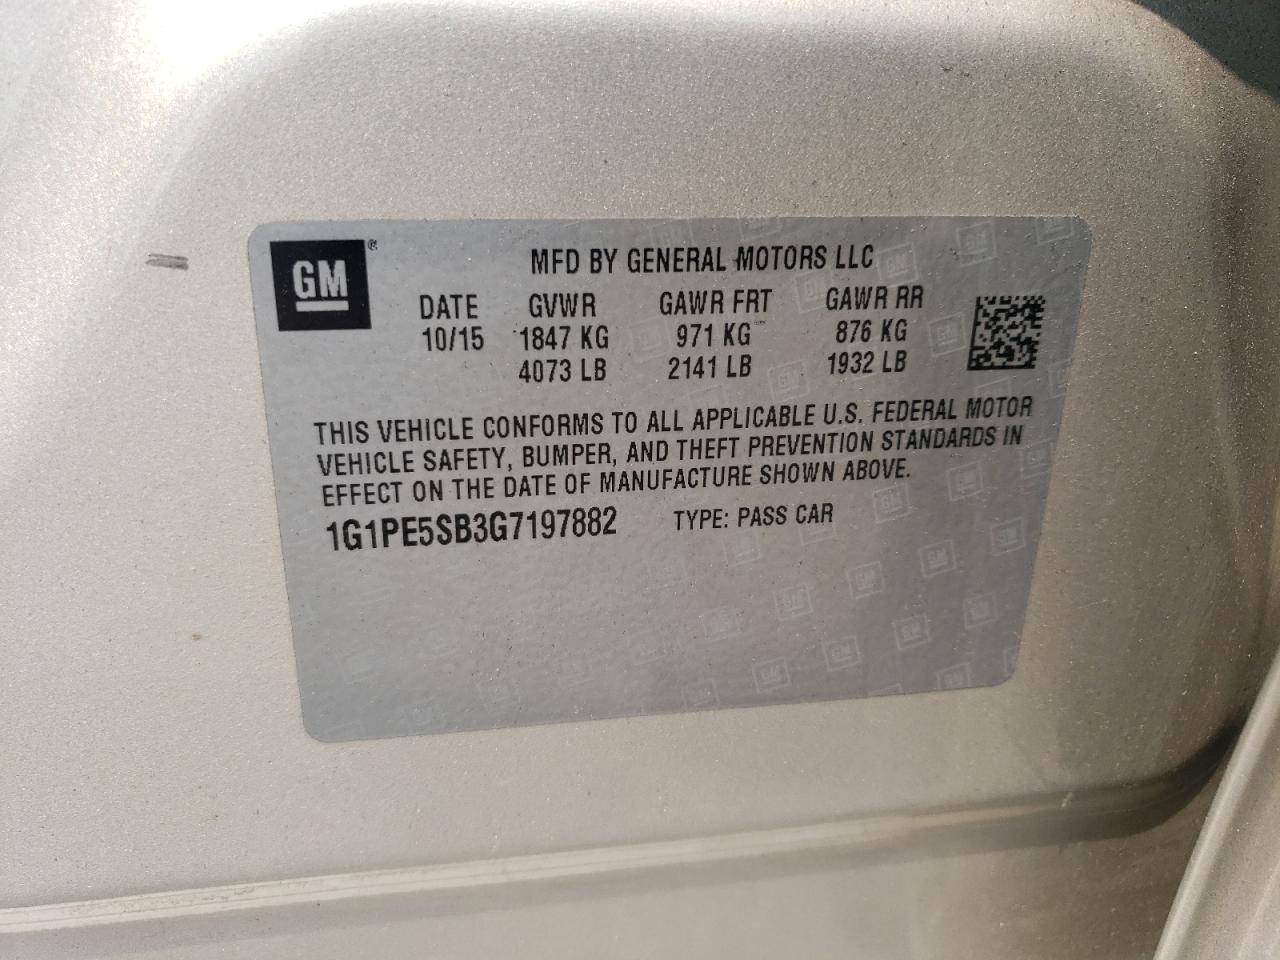 GM®
MFD BY GENERAL MOTORS LLC
DATE GVWR GAWR FRT GAWR RR
10/15 1847 KG 971 KG 876 KG
4073 LB 2141 LB 1932 LB
THIS VEHICLE CONFORMS TO ALL APPLICABLE U.S. FEDERAL MOTOR
VEHICLE SAFETY, BUMPER, AND THEFT PREVENTION STANDARDS IN
EFFECT ON THE DATE OF MANUFACTURE SHOWN ABOVE.
1G1PE5SB3G7197882 TYPE: PASS CAR